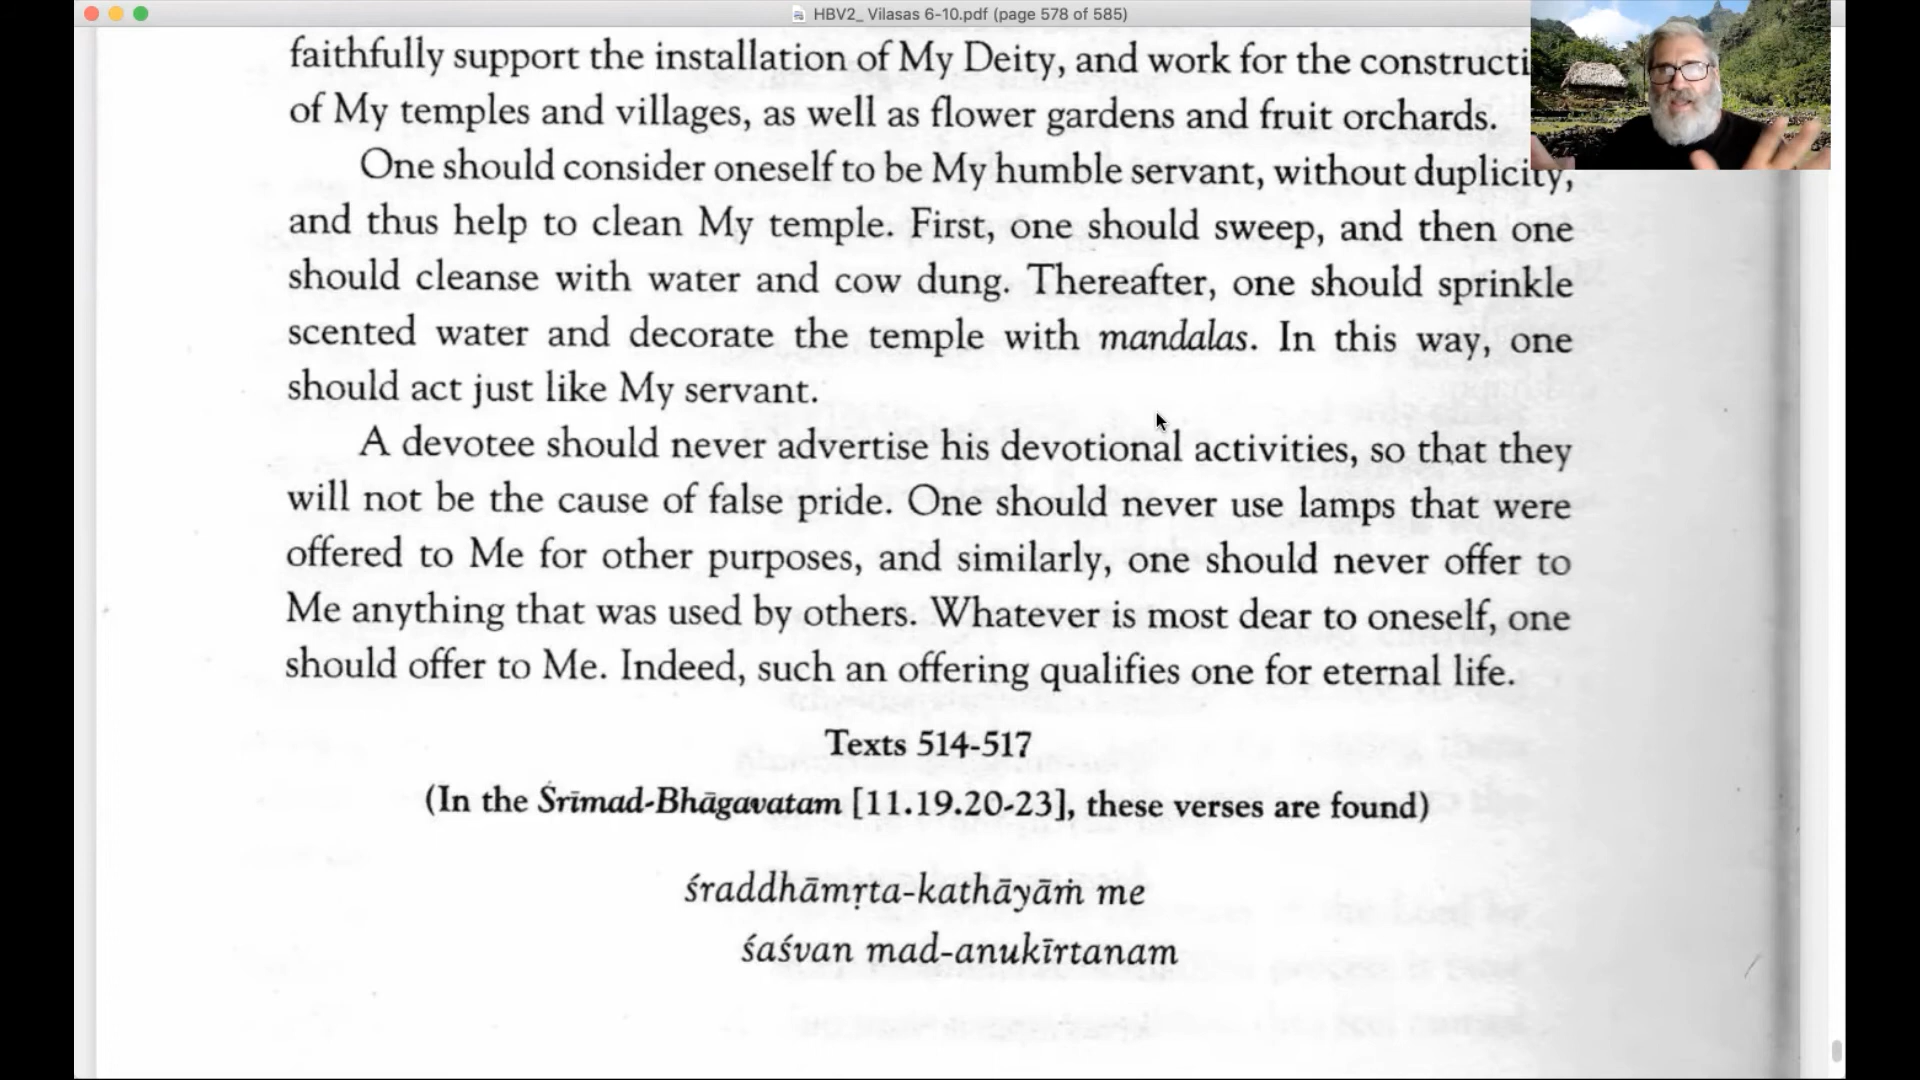 HBV2_ Vilasas 6-10.pdf (page 578 of 585)
faithfully support the installation of My Deity, and work for the constructi
of My temples and villages, as well as flower gardens and fruit orchards.
One should consider oneself to be My humble servant, without duplicity,
and thus help to clean My temple. First, one should sweep, and then one
should cleanse with water and cow dung. Thereafter, one should sprinkle
scented water and decorate the temple with mandalas. In this way, one
should act just like My servant.
A devotee should never advertise his devotional activities, so that they
will not be the cause of false pride. One should never use lamps that were
offered to Me for other purposes, and similarly, one should never offer to
Me anything that was used by others. Whatever is most dear to oneself, one
should offer to Me. Indeed, such an offering qualifies one for eternal life.
Texts 514-517
(In the Śrīmad-Bhāgavatam [11.19.20-23], these verses are found)
śraddhāmṛta-kathāyāṁ me
śaśvan mad-anukīrtanam